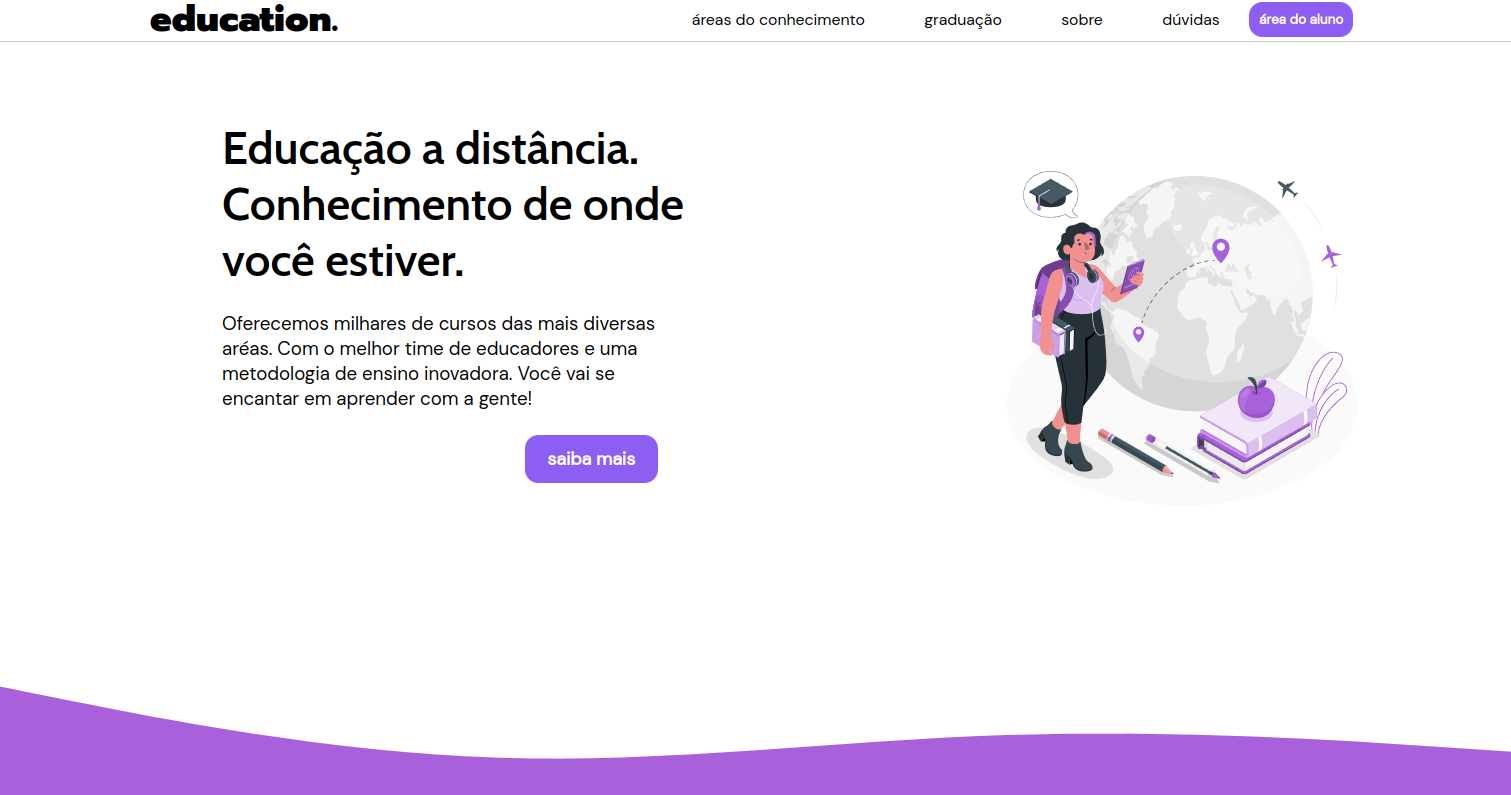 education.
áreas do conhecimento
graduação
sobre
dúvidas
área do aluno
Educação a distância.
Conhecimento de onde
você estiver.
Oferecemos milhares de cursos das mais diversas
aréas. Com o melhor time de educadores e uma
metodologia de ensino inovadora. Você vai se
encantar em aprender com a gente!
saiba mais